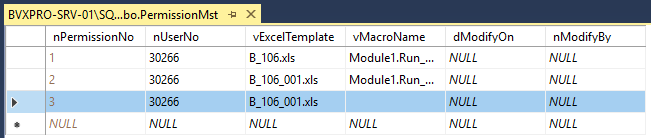 BVXPRO-SRV-01\SQ...bo.PermissionMst
nPermissionNo nUserNo vExcelTemplate vMacroName dModifyOn nModifyBy
1 30266 B_106.xls Module1.Run_... NULL NULL
2 30266 B_106_001.xls Module1.Run_... NULL NULL
3 30266 B_106_001.xls NULL NULL
NULL NULL NULL NULL NULL NULL